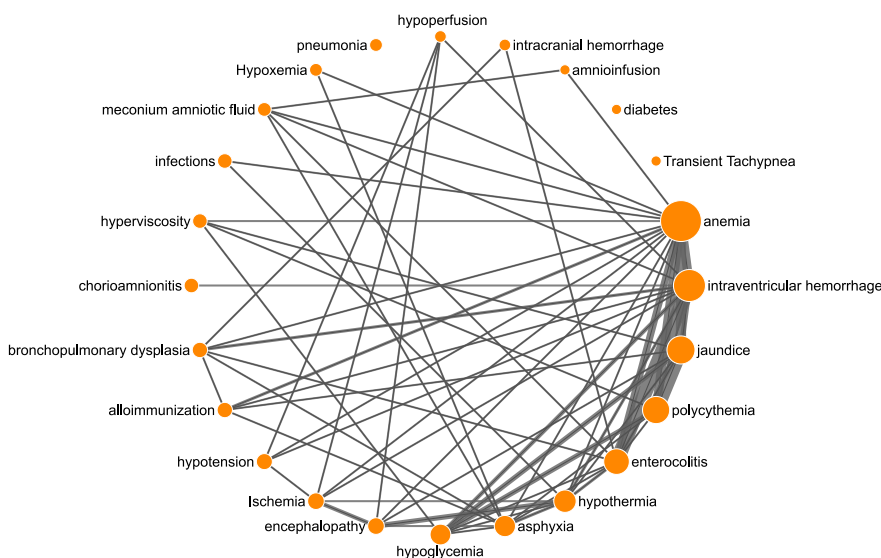 hypoperfusion
pneumonia
intracranial hemorrhage
Hypoxemia
amnioinfusion
meconium amniotic fluid
diabetes
infections
Transient Tachypnea
hyperviscosity
anemia
chorioamnionitis
intraventricular hemorrhage
bronchopulmonary dysplasia
jaundice
alloimmunization
polycythemia
hypotension
enterocolitis
Ischemia
hypothermia
encephalopathy
asphyxia
hypoglycemia